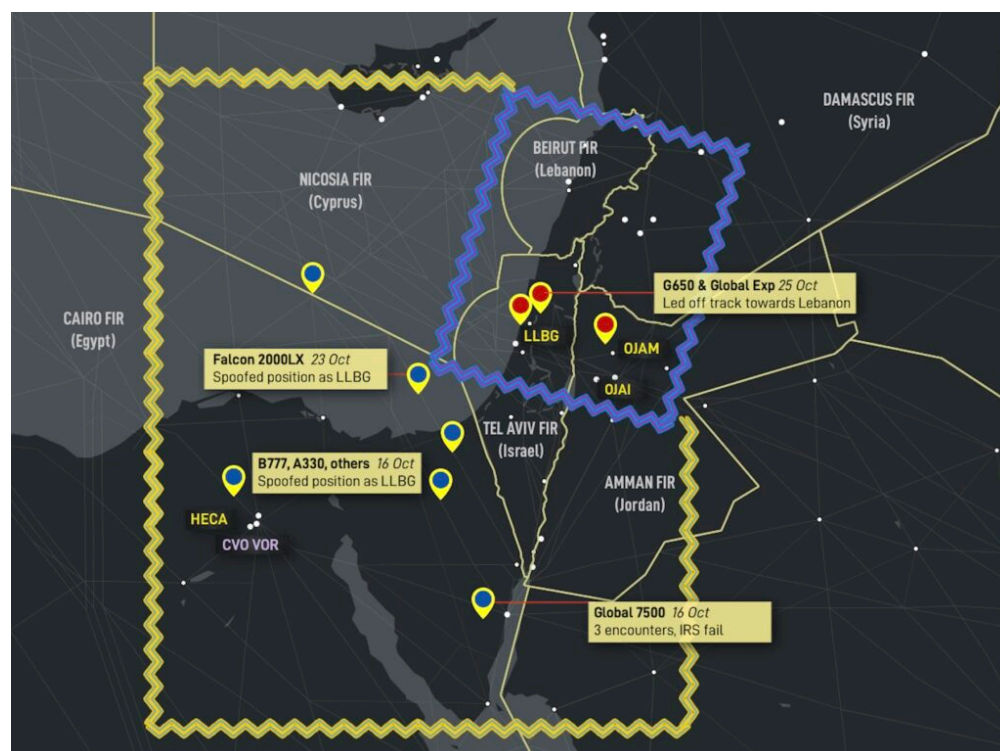 DAMASCUS FIR
(Syria)
BEIRUT FIR
(Lebanon)
NICOSIA FIR
(Cyprus)
G650 & Global Exp 25 Oct
Led off track towards Lebanon
CAIRO FIR
(Egypt)
LLBG
OJAM
Falcon 2000LX 23 Oct
Spoofed position as LLBG
OJAI
TEL AVIV FIR
(Israel)
B777, A330, others 16 Oct
Spoofed position as LLBG
AMMAN FIR
(Jordan)
HECA
CVO VOR
Global 7500 16 Oct
3 encounters, IRS fail